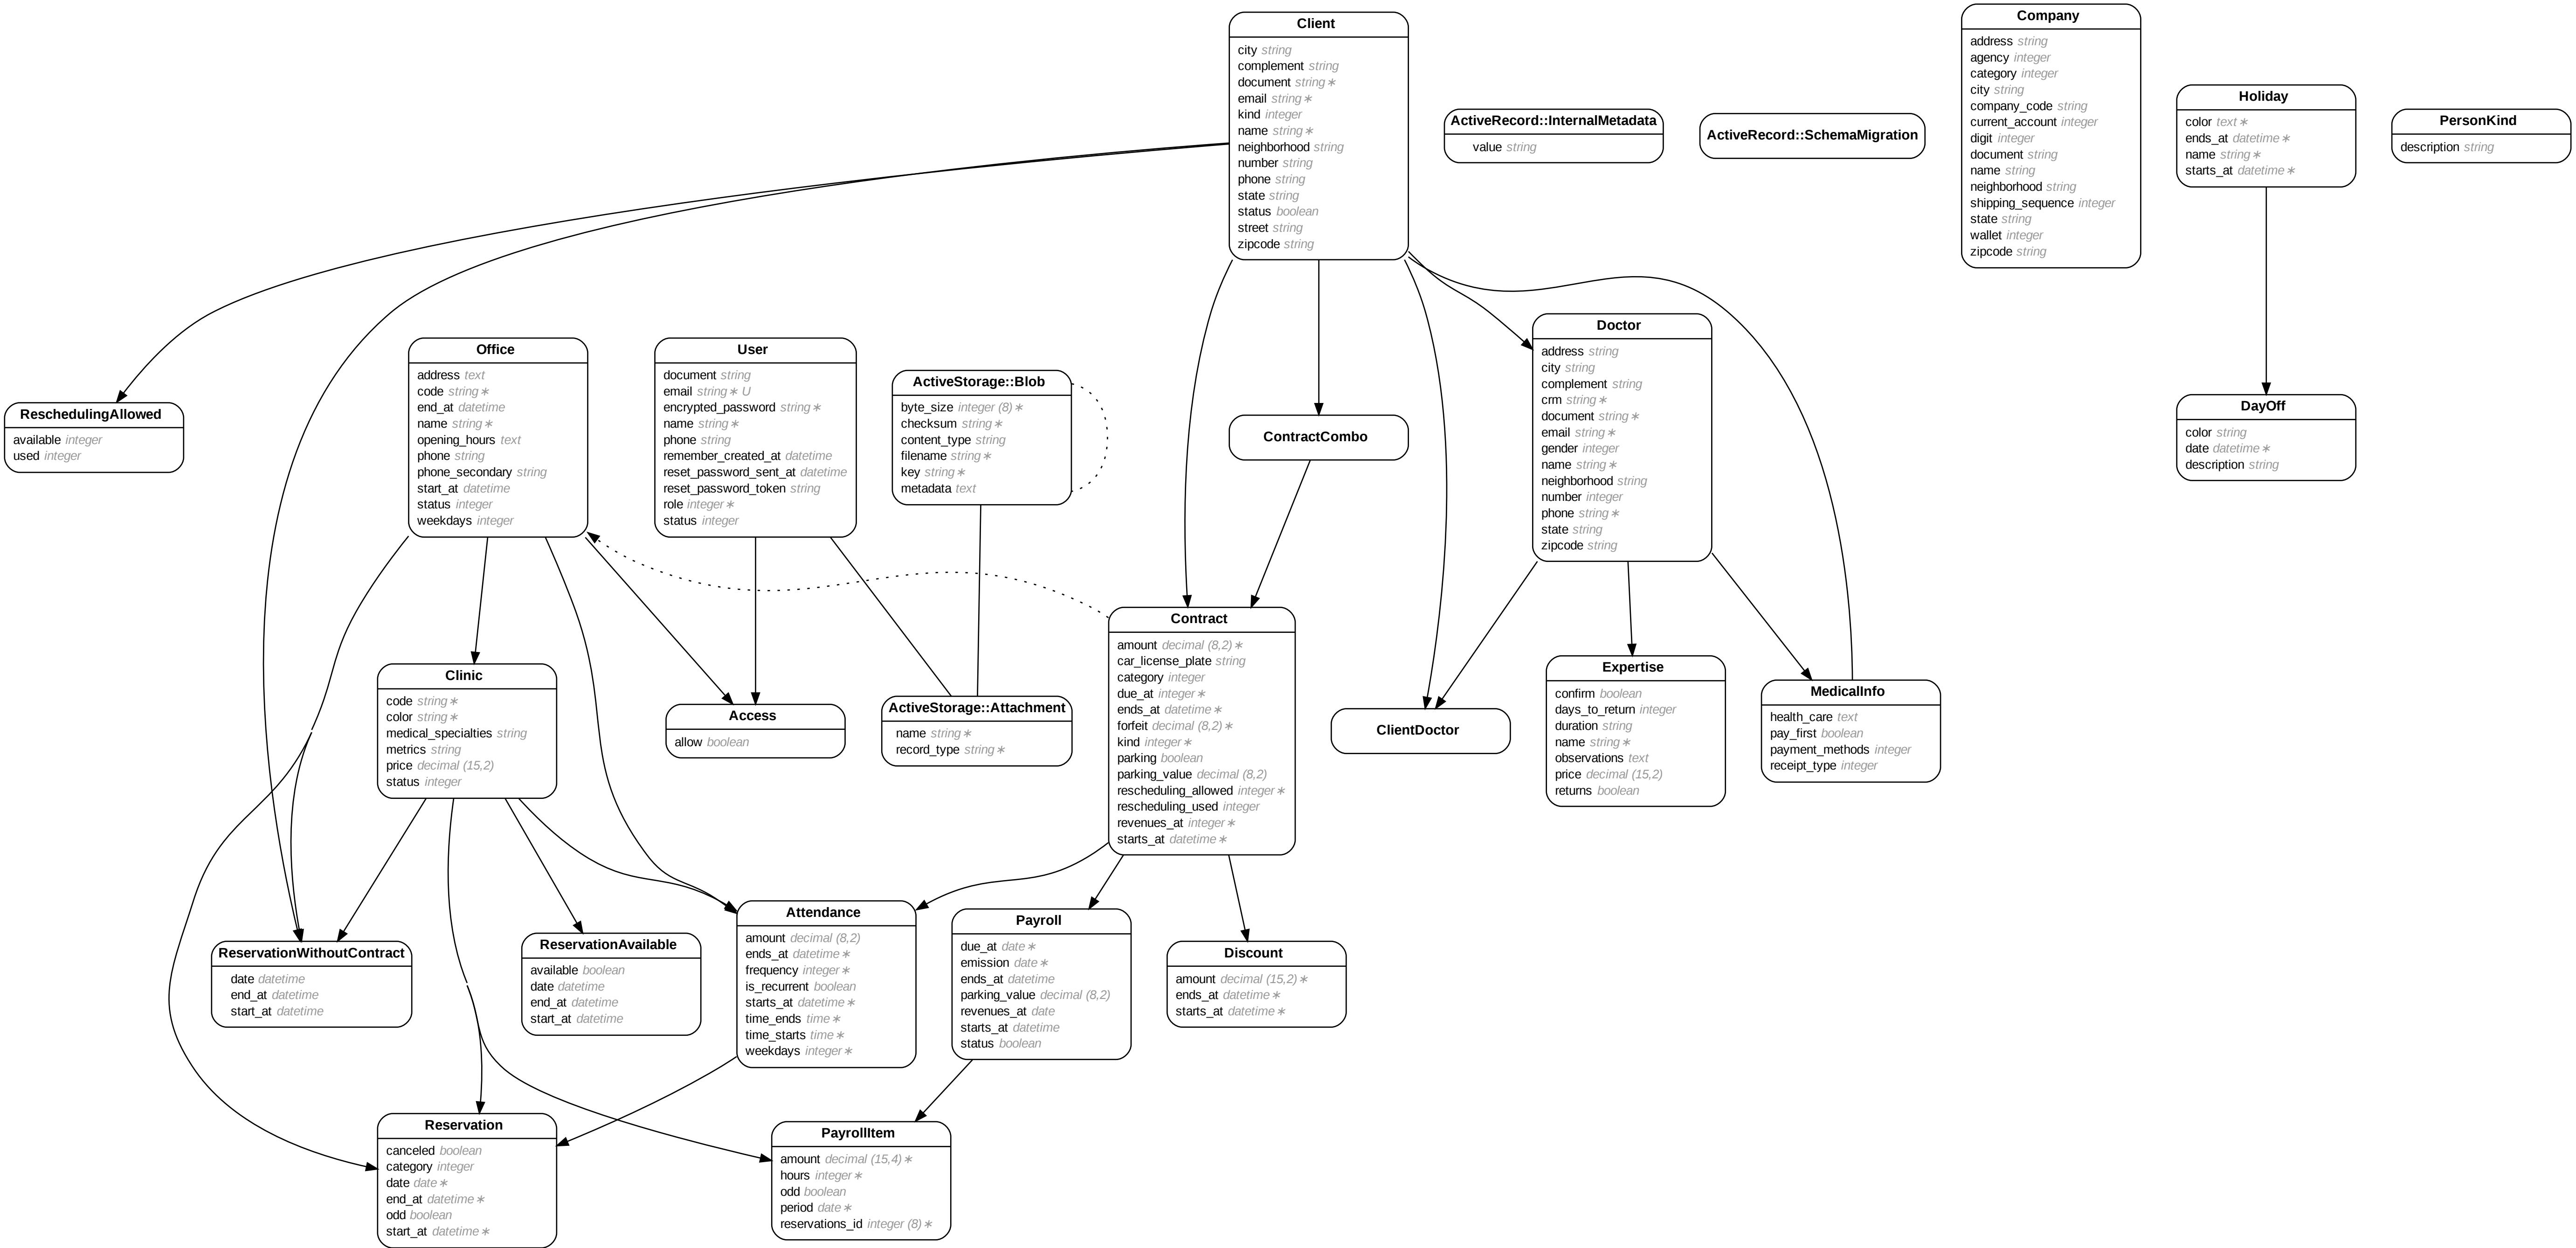 Client
city string
complement string
document string∗
email string∗
kind integer
name string∗
neighborhood string
number string
phone string
state string
status boolean
street string
zipcode string
ActiveRecord::InternalMetadata
value string
ActiveRecord::SchemaMigration
Company
address string
agency integer
category integer
city string
company_code string
current_account integer
digit integer
document string
name string
neighborhood string
shipping_sequence integer
state string
wallet integer
zipcode string
Holiday
color text∗
ends_at datetime∗
name string∗
starts_at datetime∗
PersonKind
description string
ReschedulingAllowed
available integer
used integer
Office
address text
code string∗
end_at datetime
name string∗
opening_hours text
phone string
phone_secondary string
start_at datetime
status integer
weekdays integer
User
document string
email string∗ U
encrypted_password string∗
name string∗
phone string
remember_created_at datetime
reset_password_sent_at datetime
reset_password_token string
role integer∗
status integer
ActiveStorage::Blob
byte_size integer (8)∗
checksum string∗
content_type string
filename string∗
key string∗
metadata text
ContractCombo
Doctor
address string
city string
complement string
crm string∗
document string∗
email string∗
gender integer
name string∗
neighborhood string
number integer
phone string∗
state string
zipcode string
DayOff
color string
date datetime∗
description string
Clinic
code string∗
color string∗
medical_specialties string
metrics string
price decimal (15,2)
status integer
Access
allow boolean
ActiveStorage::Attachment
name string∗
record_type string∗
Contract
amount decimal (8,2)∗
car_license_plate string
category integer
due_at integer∗
ends_at datetime∗
forfeit decimal (8,2)∗
kind integer∗
parking boolean
parking_value decimal (8,2)
rescheduling_allowed integer∗
rescheduling_used integer
revenues_at integer∗
starts_at datetime∗
ClientDoctor
Expertise
confirm boolean
days_to_return integer
duration string
name string∗
observations text
price decimal (15,2)
returns boolean
MedicalInfo
health_care text
pay_first boolean
payment_methods integer
receipt_type integer
ReservationWithoutContract
date datetime
end_at datetime
start_at datetime
ReservationAvailable
available boolean
date datetime
end_at datetime
start_at datetime
Attendance
amount decimal (8,2)
ends_at datetime∗
frequency integer∗
is_recurrent boolean
starts_at datetime∗
time_ends time∗
time_starts time∗
weekdays integer∗
Payroll
due_at date∗
emission date∗
ends_at datetime
parking_value decimal (8,2)
revenues_at date
starts_at datetime
status boolean
Discount
amount decimal (15,2)∗
ends_at datetime∗
starts_at datetime∗
Reservation
canceled boolean
category integer
date date∗
end_at datetime∗
odd boolean
start_at datetime∗
PayrollItem
amount decimal (15,4)∗
hours integer∗
odd boolean
period date∗
reservations_id integer (8)∗